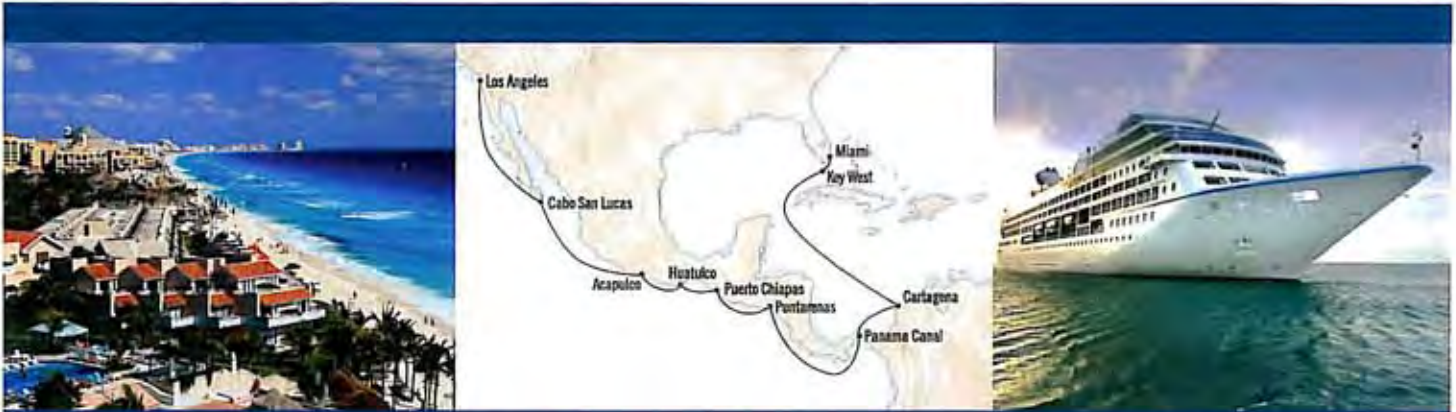 Los Angeles
Miami
Key West
Cabo San Lucas
Acapulco
Huatulco
Puerto Chiapas
Puntarenas
Cartagena
Panama Canal